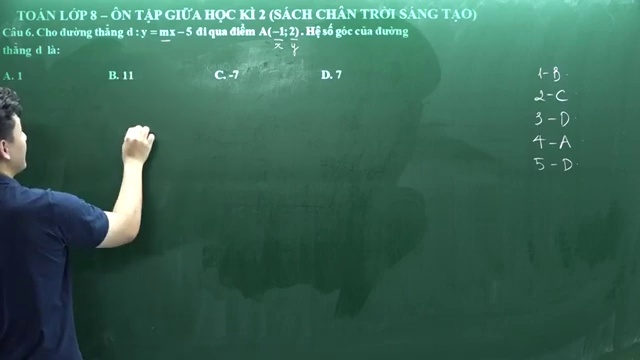 TOÁN LỚP 8 – ÔN TẬP GIỮA HỌC KÌ 2 (SÁCH CHÂN TRỜI SÁNG TẠO)
Câu 6. Cho đường thẳng d : y = mx – 5 đi qua điểm A(–1; 2) . Hệ số góc của đường
x y
thẳng d là:
A. 1 B. 11 C. -7 D. 7
1 – B
2 – C
3 – D
4 – A
5 – D